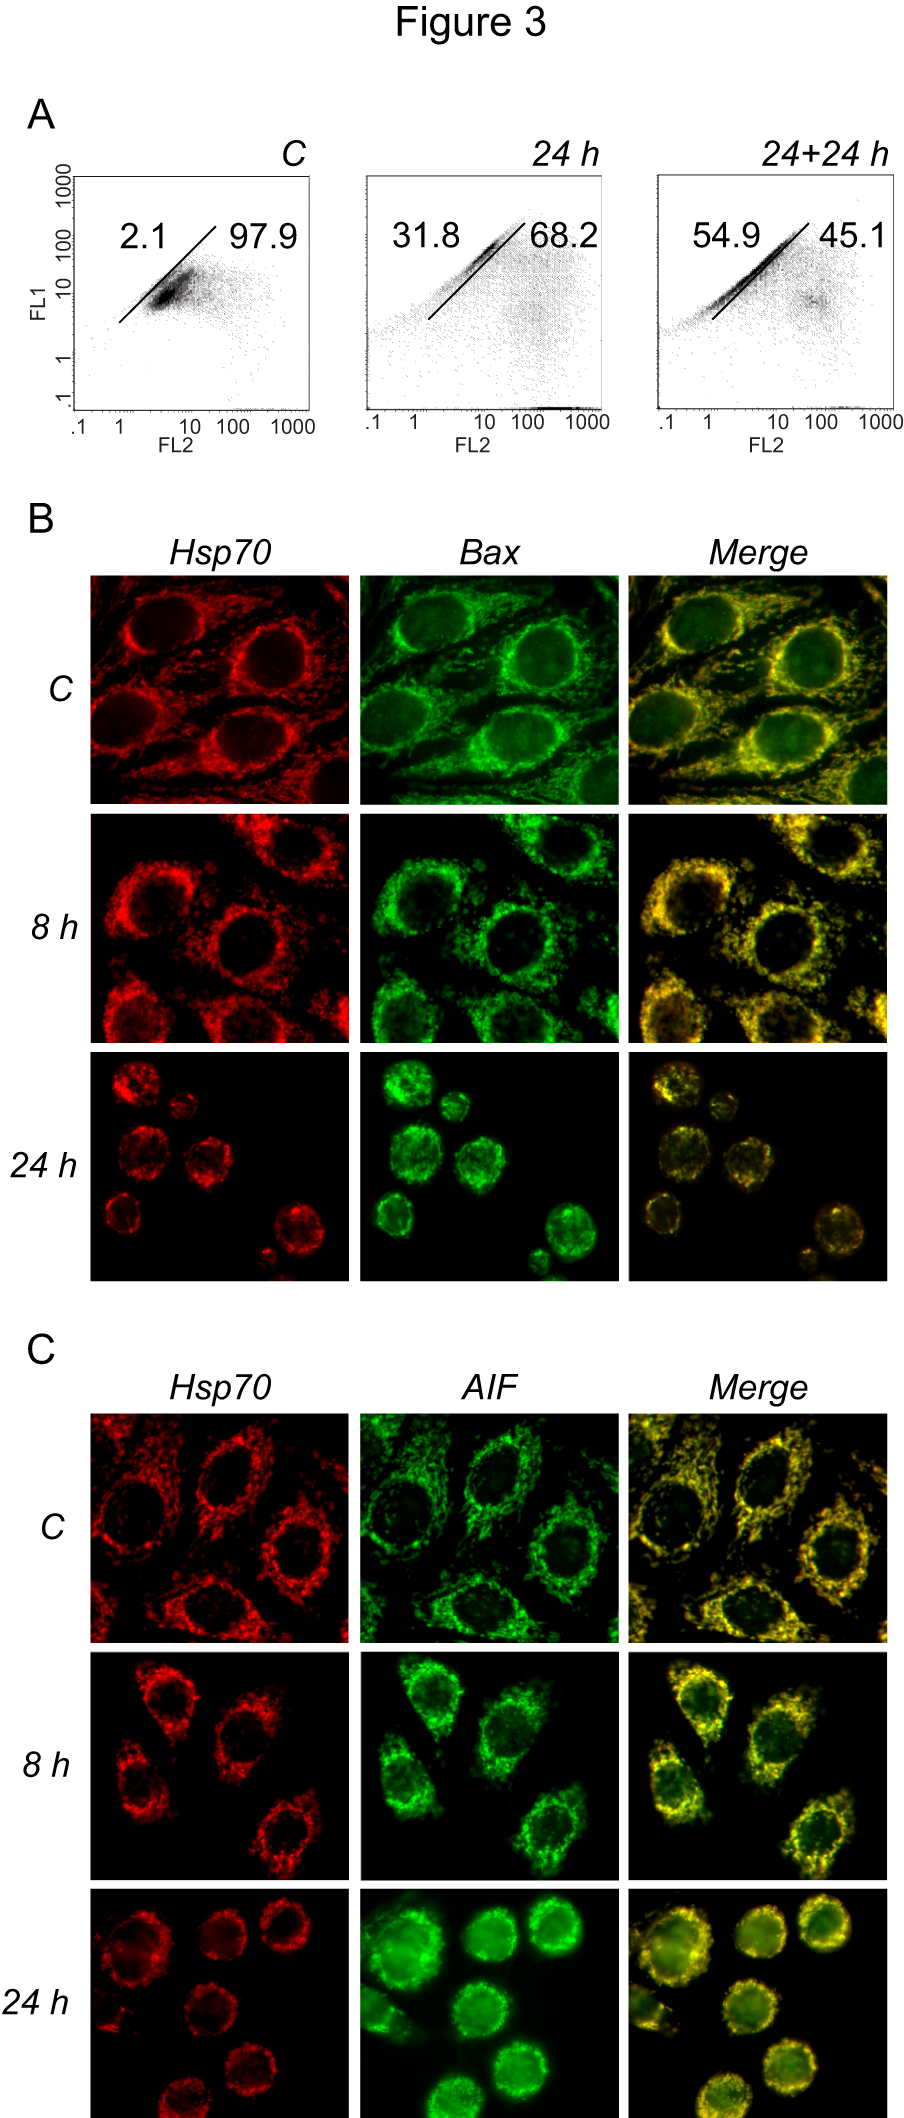 Figure 3
A
C 24 h 24+24 h
1000 100 10 1 .1
FL1
2.1 97.9 31.8 68.2 54.9 45.1
.1 1 10 100 1000 .1 1 10 100 1000 .1 1 10 100 1000
FL2 FL2 FL2
B
Hsp70 Bax Merge
C
8 h
24 h
C
Hsp70 AIF Merge
C
8 h
24 h